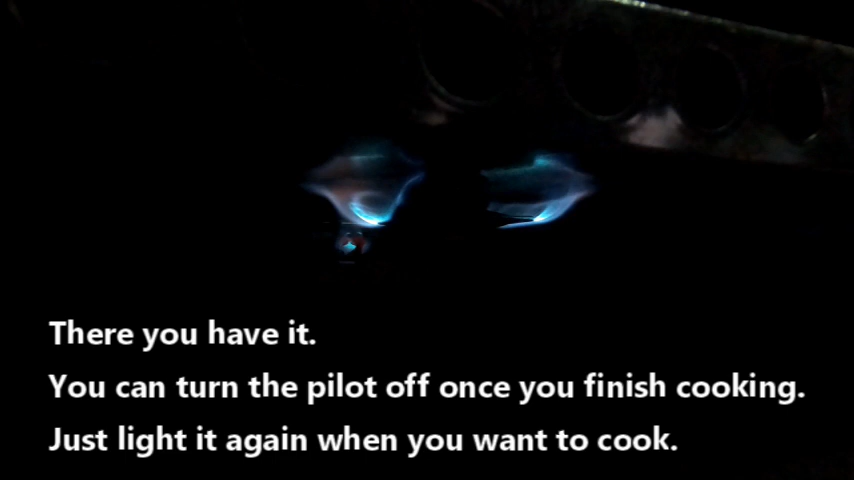 There you have it.
You can turn the pilot off once you finish cooking.
Just light it again when you want to cook.